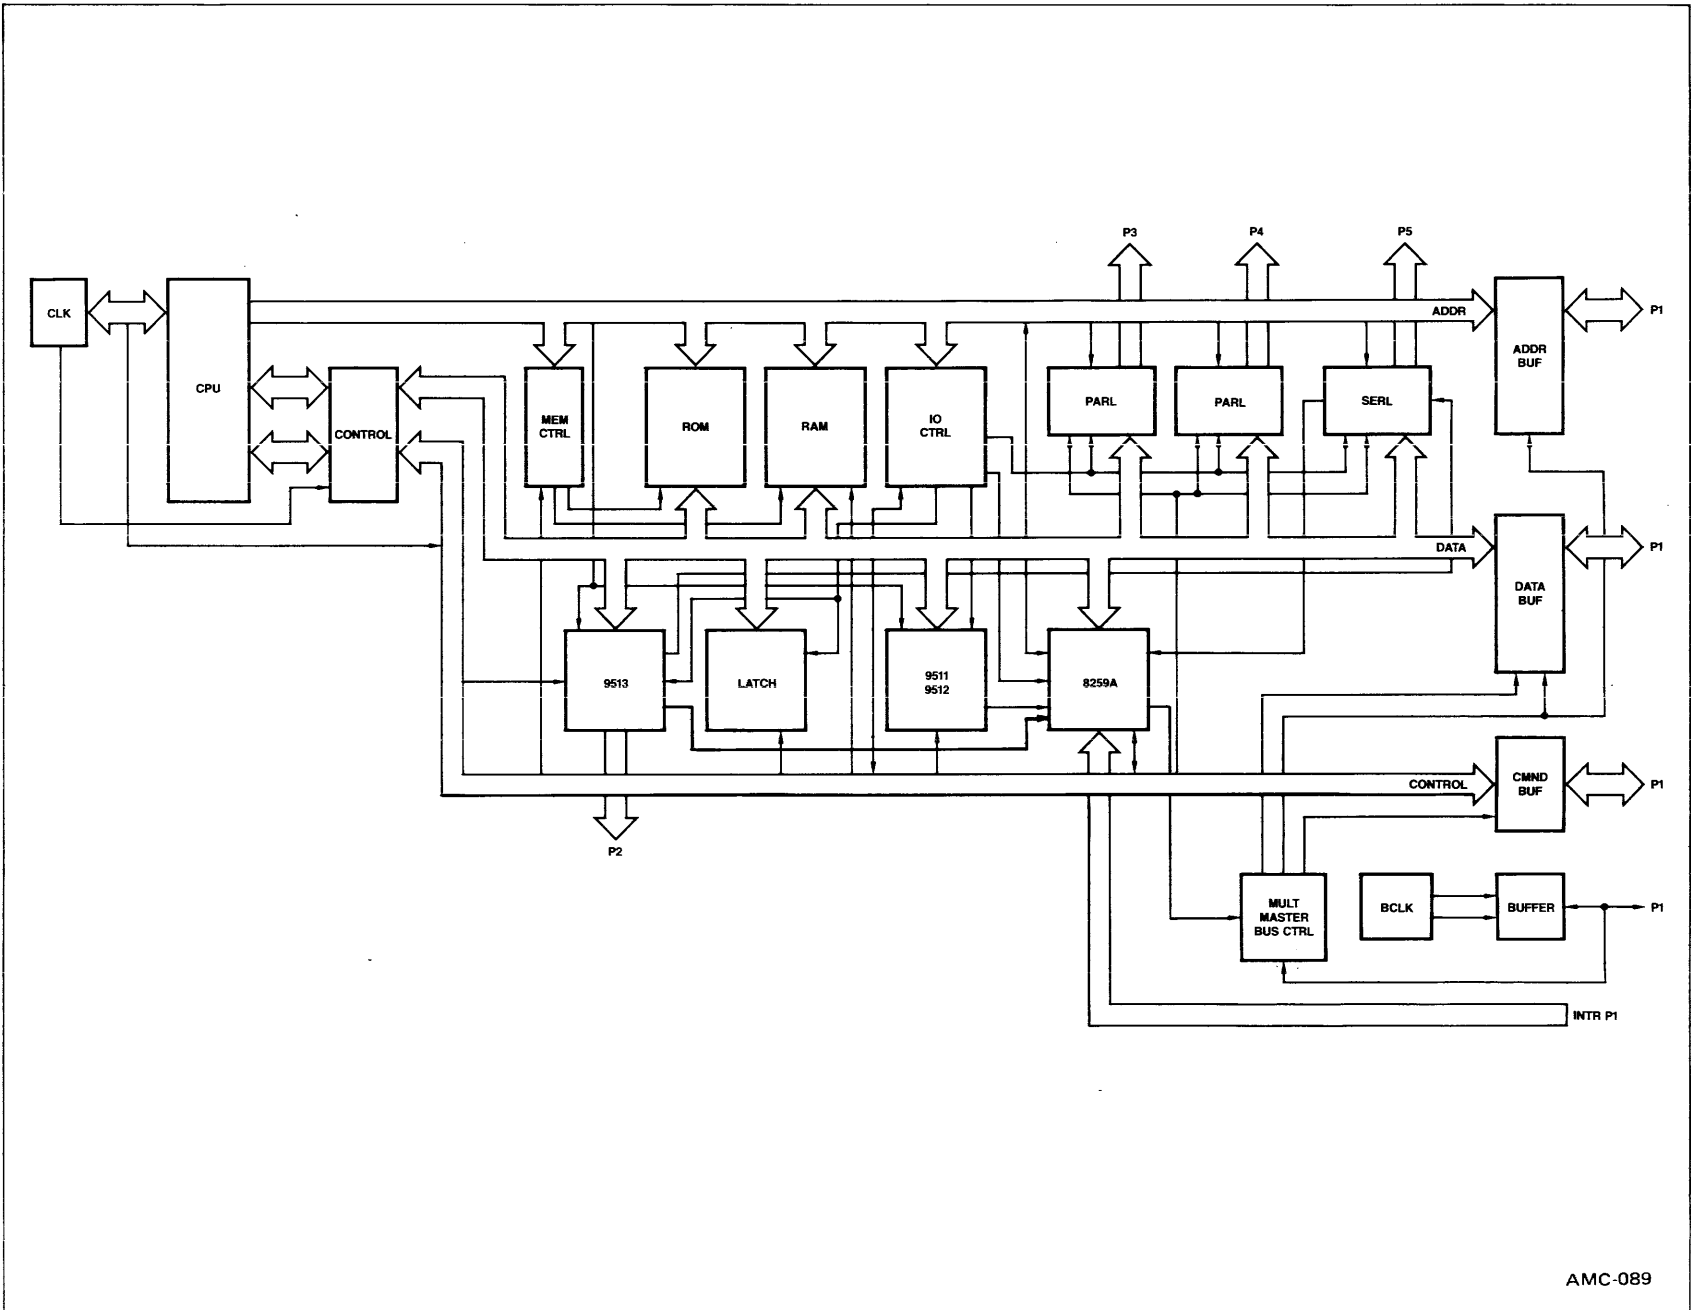 P3
P4
P5
CLK
CPU
CONTROL
ADDR
ADDR
BUF
P1
MEM
CTRL
ROM
RAM
IO
CTRL
PARL
PARL
SERL
DATA
DATA
BUF
P1
9513
LATCH
9511
9512
8259A
CONTROL
CMND
BUF
P1
P2
MULT
MASTER
BUS CTRL
BCLK
BUFFER
P1
INTR P1
AMC-089